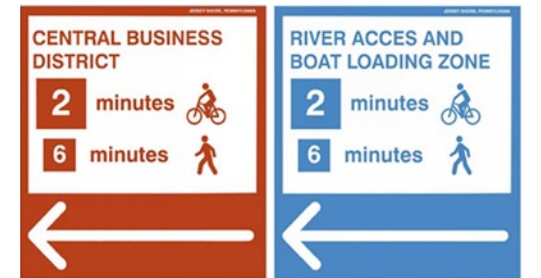 JERSEY SHORE, PENNSYLVANIA
CENTRAL BUSINESS
DISTRICT
2 minutes
6 minutes
JERSEY SHORE, PENNSYLVANIA
RIVER ACCES AND
BOAT LOADING ZONE
2 minutes
6 minutes